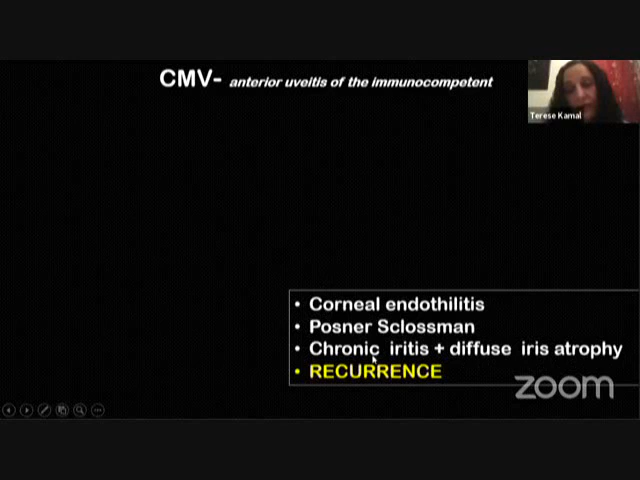 CMV- anterior uveitis of the immunocompetent
Terese Kamal
• Corneal endothilitis
• Posner Sclossman
• Chronic iritis + diffuse iris atrophy
• RECURRENCE
zoom